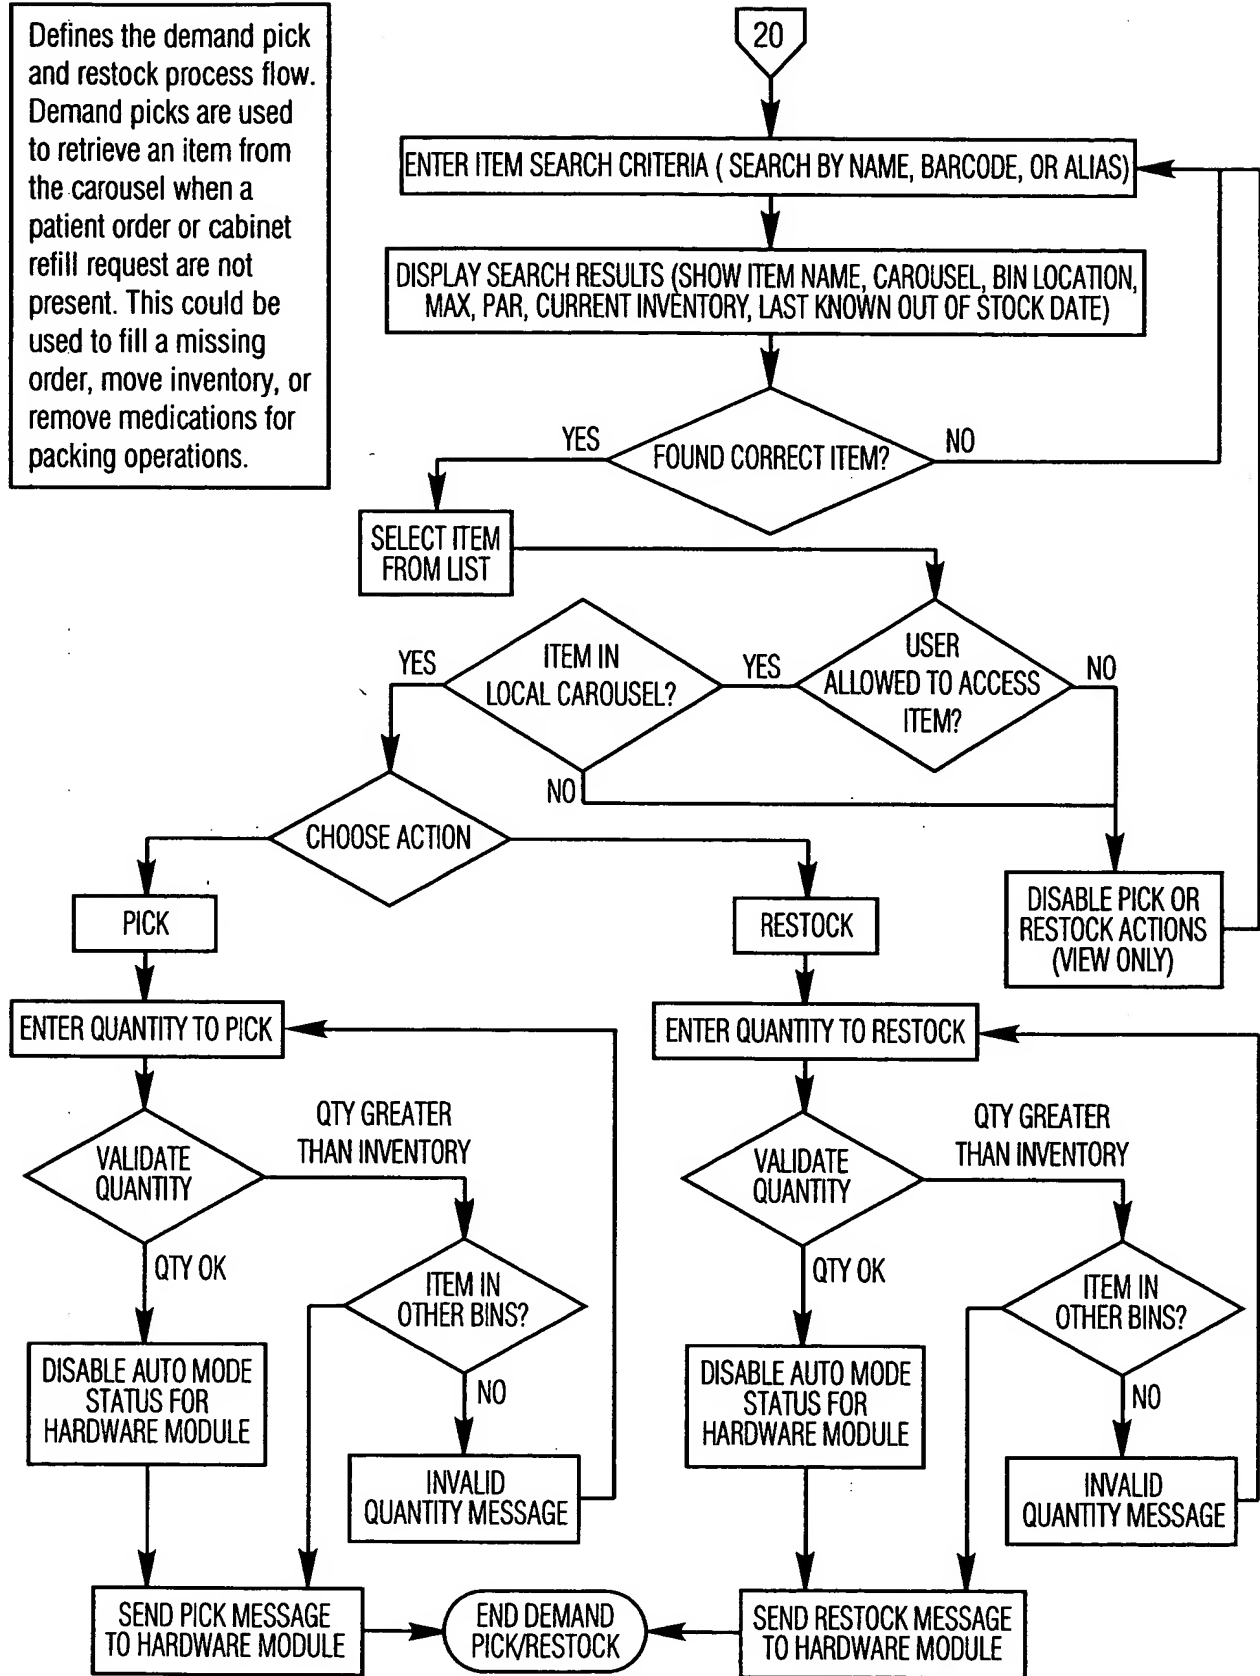 Defines the demand pick
and restock process flow.
Demand picks are used
to retrieve an item from
the carousel when a
patient order or cabinet
refill request are not
present. This could be
used to fill a missing
order, move inventory, or
remove medications for
packing operations.
20
ENTER ITEM SEARCH CRITERIA ( SEARCH BY NAME, BARCODE, OR ALIAS)
DISPLAY SEARCH RESULTS (SHOW ITEM NAME, CAROUSEL, BIN LOCATION,
MAX, PAR, CURRENT INVENTORY, LAST KNOWN OUT OF STOCK DATE)
FOUND CORRECT ITEM?
YES
NO
SELECT ITEM
FROM LIST
USER
ALLOWED TO ACCESS
ITEM?
YES
NO
ITEM IN
LOCAL CAROUSEL?
YES
NO
CHOOSE ACTION
DISABLE PICK OR
RESTOCK ACTIONS
(VIEW ONLY)
PICK
ENTER QUANTITY TO PICK
VALIDATE
QUANTITY
QTY GREATER
THAN INVENTORY
QTY OK
ITEM IN
OTHER BINS?
NO
DISABLE AUTO MODE
STATUS FOR
HARDWARE MODULE
INVALID
QUANTITY MESSAGE
SEND PICK MESSAGE
TO HARDWARE MODULE
RESTOCK
ENTER QUANTITY TO RESTOCK
VALIDATE
QUANTITY
QTY GREATER
THAN INVENTORY
QTY OK
ITEM IN
OTHER BINS?
NO
DISABLE AUTO MODE
STATUS FOR
HARDWARE MODULE
INVALID
QUANTITY MESSAGE
SEND RESTOCK MESSAGE
TO HARDWARE MODULE
END DEMAND
PICK/RESTOCK